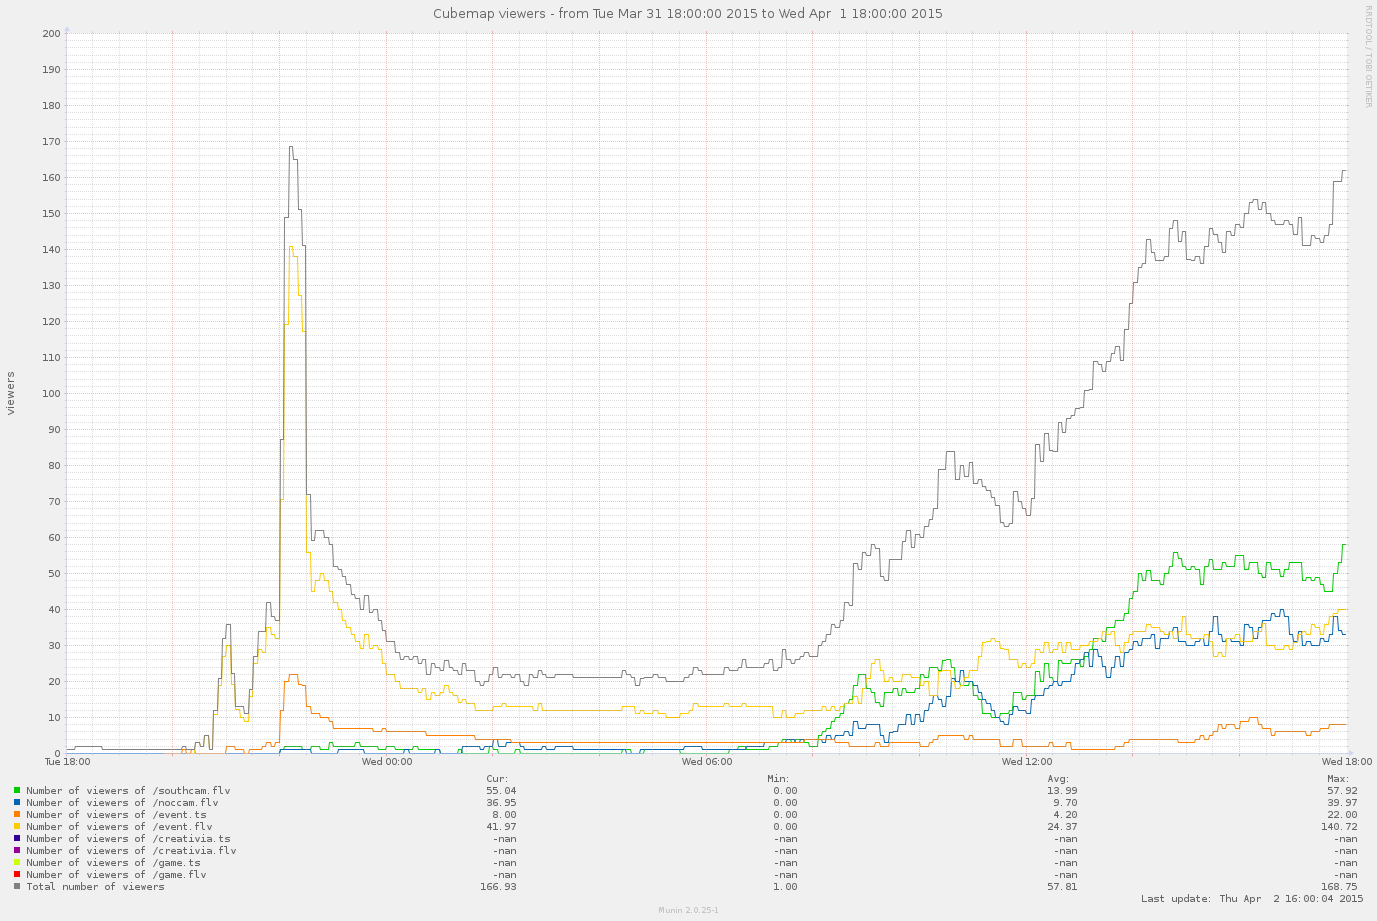 Cubemap viewers - from Tue Mar 31 18:00:00 2015 to Wed Apr  1 18:00:00 2015
RRDTOOL / TOBI OETIKER
viewers
200
190
180
170
160
150
140
130
120
110
100
90
80
70
60
50
40
30
20
10
0
Tue 18:00 Wed 00:00 Wed 06:00 Wed 12:00 Wed 18:00
Cur: Min: Avg: Max:
Number of viewers of /southcam.flv 55.04 0.00 13.99 57.92
Number of viewers of /noccam.flv 36.95 0.00 9.70 39.97
Number of viewers of /event.ts 8.00 0.00 4.20 22.00
Number of viewers of /event.flv 41.97 0.00 24.37 140.72
Number of viewers of /creativia.ts -nan -nan -nan -nan
Number of viewers of /creativia.flv -nan -nan -nan -nan
Number of viewers of /game.ts -nan -nan -nan -nan
Number of viewers of /game.flv -nan -nan -nan -nan
Total number of viewers 166.93 1.00 57.81 168.75
Last update: Thu Apr  2 16:00:04 2015
Munin 2.0.25-1